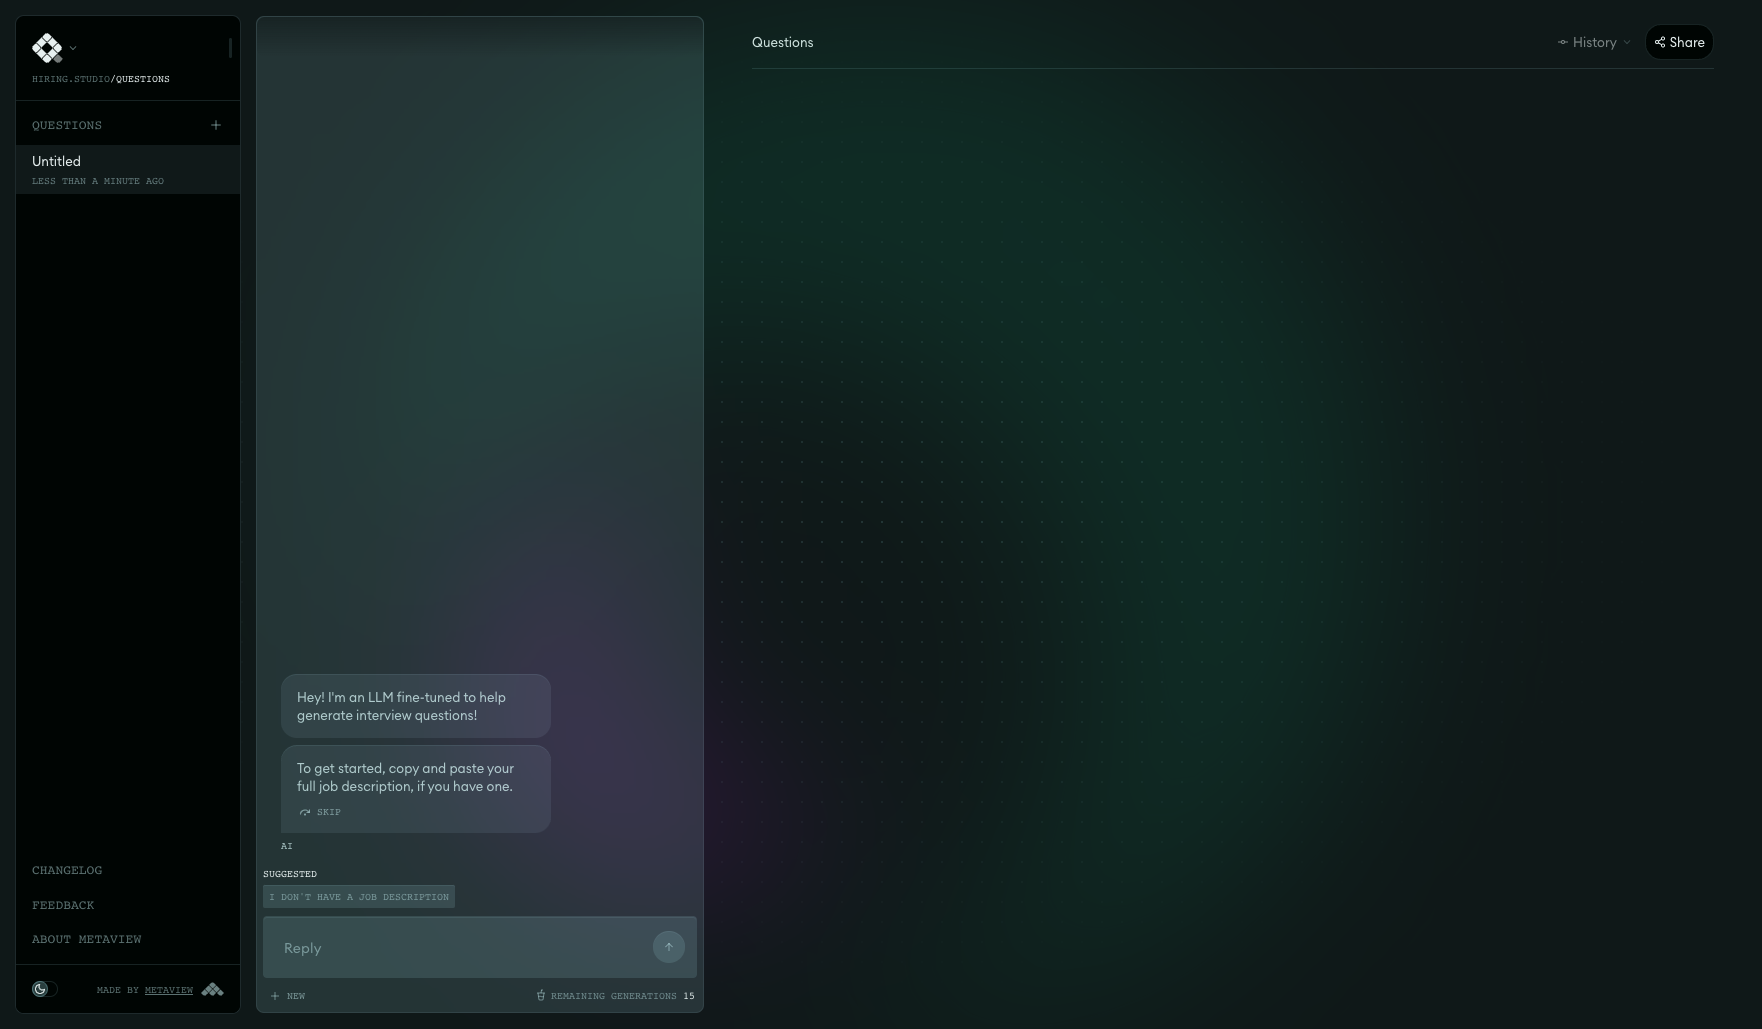 HIRING.STUDIO/QUESTIONS
QUESTIONS
Untitled
LESS THAN A MINUTE AGO
CHANGELOG
FEEDBACK
ABOUT METAVIEW
MADE BY METAVIEW
Hey! I'm an LLM fine-tuned to help
generate interview questions!
To get started, copy and paste your
full job description, if you have one.
SKIP
AI
SUGGESTED
I DON'T HAVE A JOB DESCRIPTION
Reply
NEW
REMAINING GENERATIONS 15
Questions
History
Share